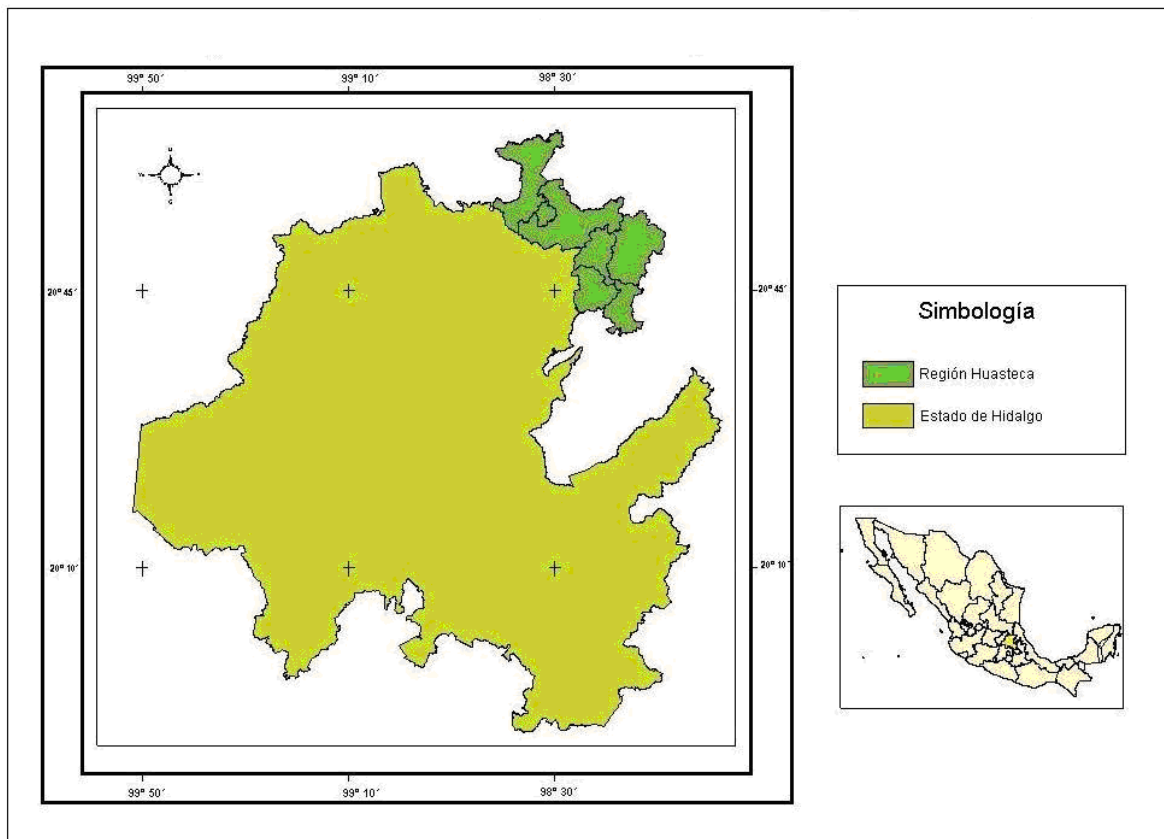 99° 50´ 99° 10´ 98° 30´
20° 45´ 20° 45´
Simbología
Región Huasteca
Estado de Hidalgo
20° 10´ 20° 10´
99° 50´ 99° 10´ 98° 30´